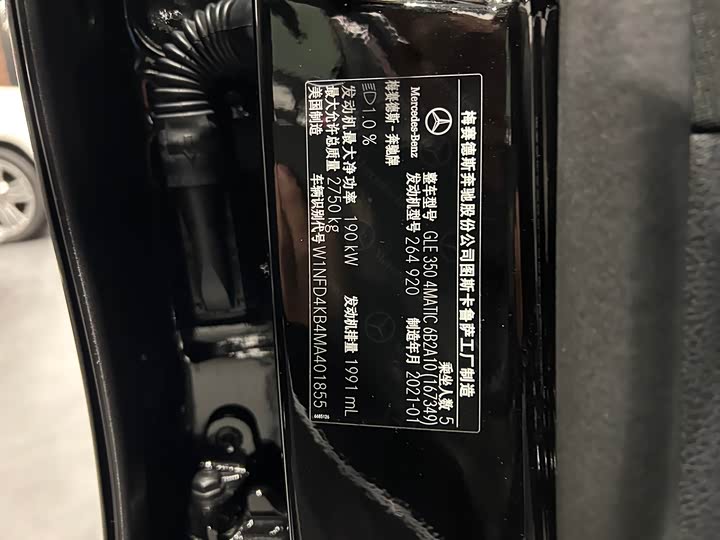 梅赛德斯奔驰股份公司图斯卡鲁萨工厂制造
Mercedes-Benz
梅赛德斯-奔驰牌
整车型号 GLE 350 4MATIC 6B2A10(167349)
乘坐人数 5
发动机型号 264 920
制造年月 2021-01
1.0 %
发动机最大净功率 190 kW
发动机排量 1991 mL
最大允许总质量 2750 kg
美国制造
车辆识别代号 W1NFD4KB4MA401855